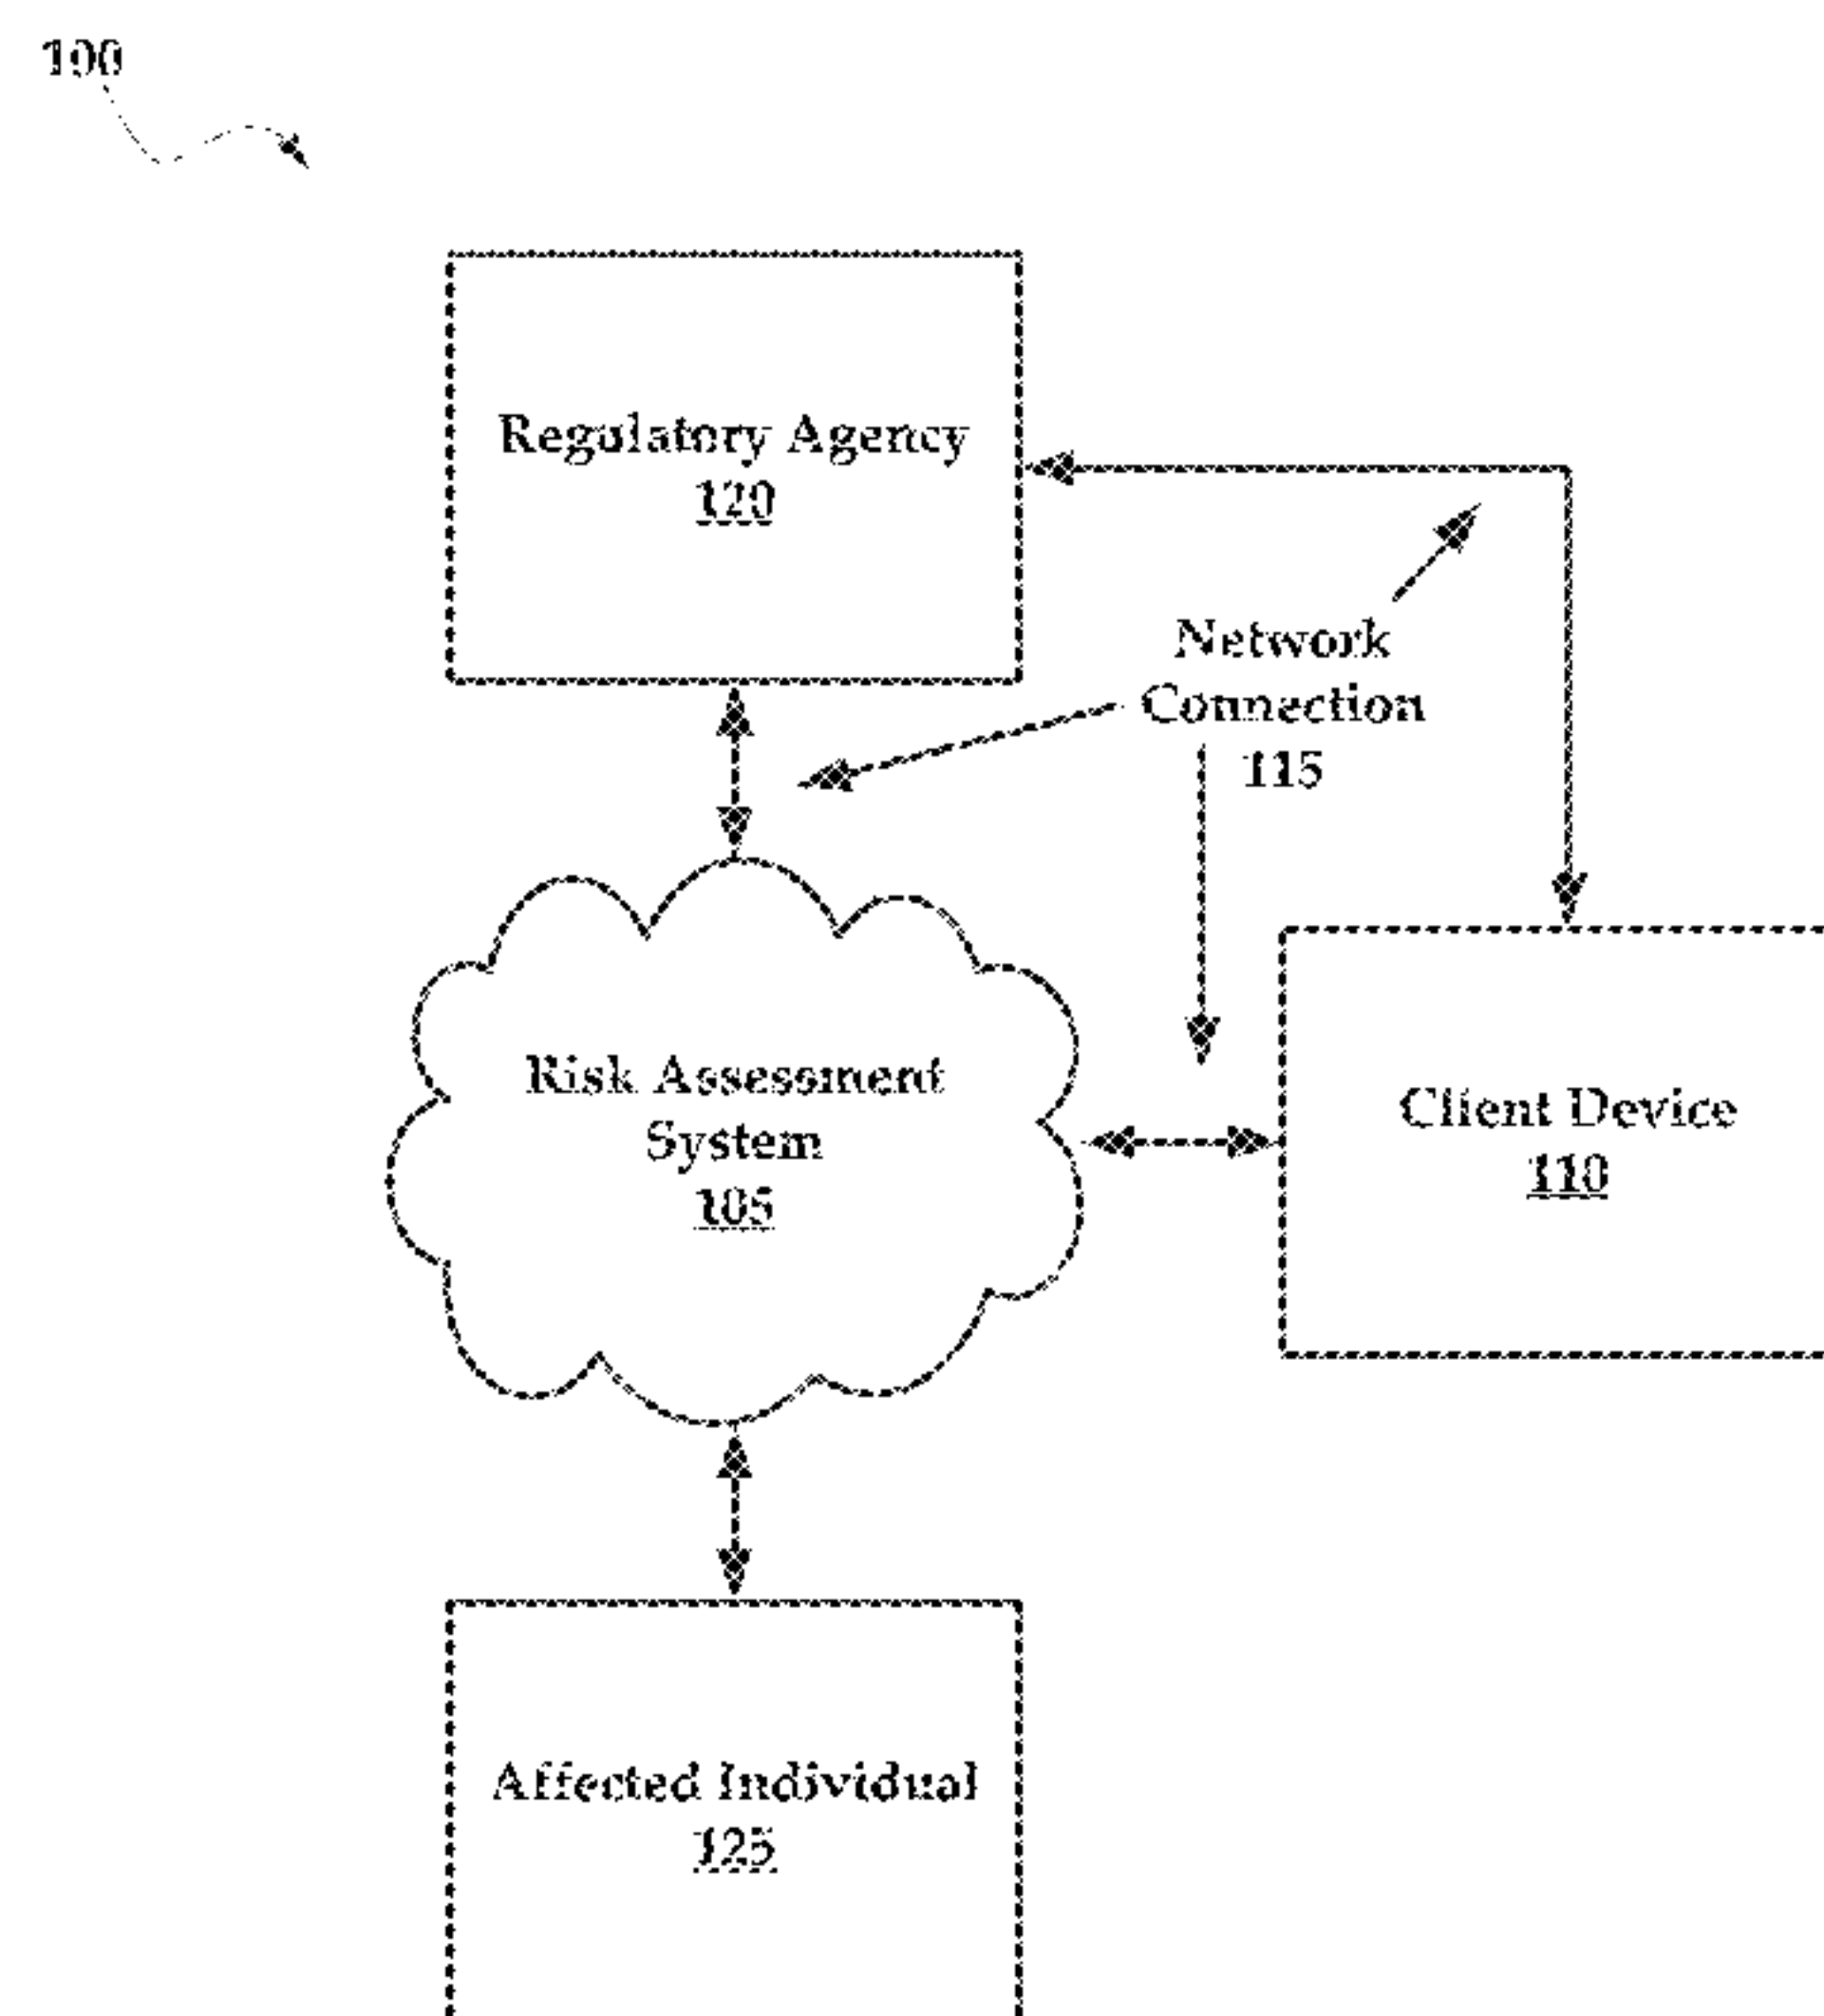 100
Regulatory Agency
120
Network
Connection
115
Risk Assessment
System
105
Client Device
110
Affected Individual
125